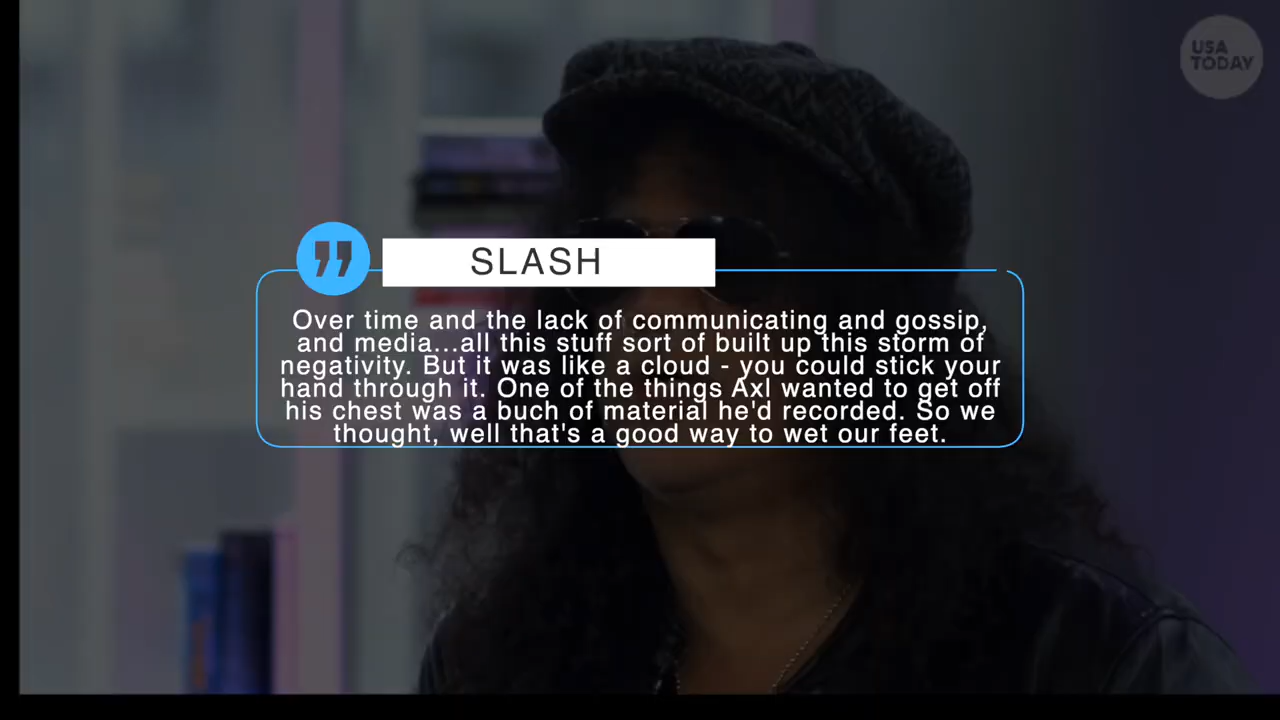 USA
TODAY
SLASH
Over time and the lack of communicating and gossip,
and media...all this stuff sort of built up this storm of
negativity. But it was like a cloud - you could stick your
hand through it. One of the things Axl wanted to get off
his chest was a buch of material he'd recorded. So we
thought, well that's a good way to wet our feet.